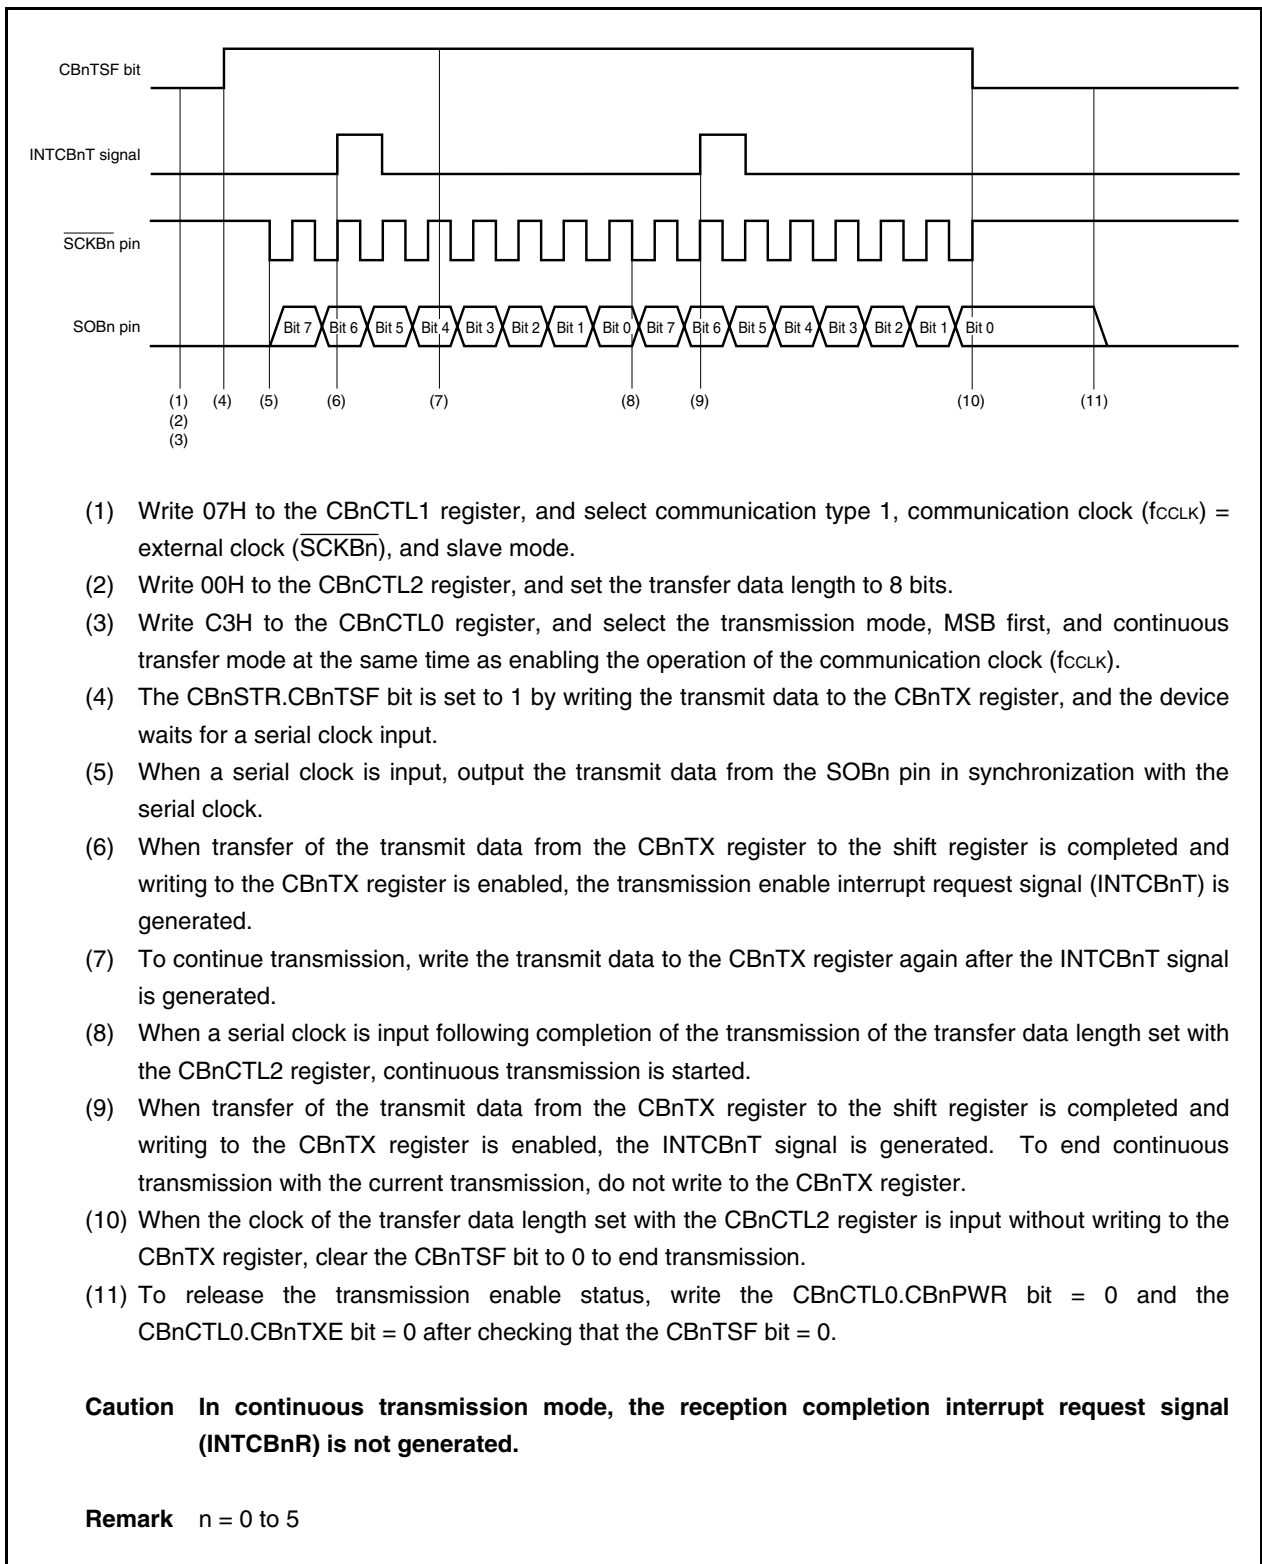 CBnTSF bit
INTCBnT signal
SCKBn pin
SOBn pin
Bit 7 Bit 6 Bit 5 Bit 4 Bit 3 Bit 2 Bit 1 Bit 0 Bit 7 Bit 6 Bit 5 Bit 4 Bit 3 Bit 2 Bit 1 Bit 0
(1) (4) (5) (6) (7) (8) (9) (10) (11)
(2)
(3)
(1) Write 07H to the CBnCTL1 register, and select communication type 1, communication clock (fCCLK) =
external clock (SCKBn), and slave mode.
(2) Write 00H to the CBnCTL2 register, and set the transfer data length to 8 bits.
(3) Write C3H to the CBnCTL0 register, and select the transmission mode, MSB first, and continuous
transfer mode at the same time as enabling the operation of the communication clock (fCCLK).
(4) The CBnSTR.CBnTSF bit is set to 1 by writing the transmit data to the CBnTX register, and the device
waits for a serial clock input.
(5) When a serial clock is input, output the transmit data from the SOBn pin in synchronization with the
serial clock.
(6) When transfer of the transmit data from the CBnTX register to the shift register is completed and
writing to the CBnTX register is enabled, the transmission enable interrupt request signal (INTCBnT) is
generated.
(7) To continue transmission, write the transmit data to the CBnTX register again after the INTCBnT signal
is generated.
(8) When a serial clock is input following completion of the transmission of the transfer data length set with
the CBnCTL2 register, continuous transmission is started.
(9) When transfer of the transmit data from the CBnTX register to the shift register is completed and
writing to the CBnTX register is enabled, the INTCBnT signal is generated. To end continuous
transmission with the current transmission, do not write to the CBnTX register.
(10) When the clock of the transfer data length set with the CBnCTL2 register is input without writing to the
CBnTX register, clear the CBnTSF bit to 0 to end transmission.
(11) To release the transmission enable status, write the CBnCTL0.CBnPWR bit = 0 and the
CBnCTL0.CBnTXE bit = 0 after checking that the CBnTSF bit = 0.
Caution In continuous transmission mode, the reception completion interrupt request signal
(INTCBnR) is not generated.
Remark n = 0 to 5